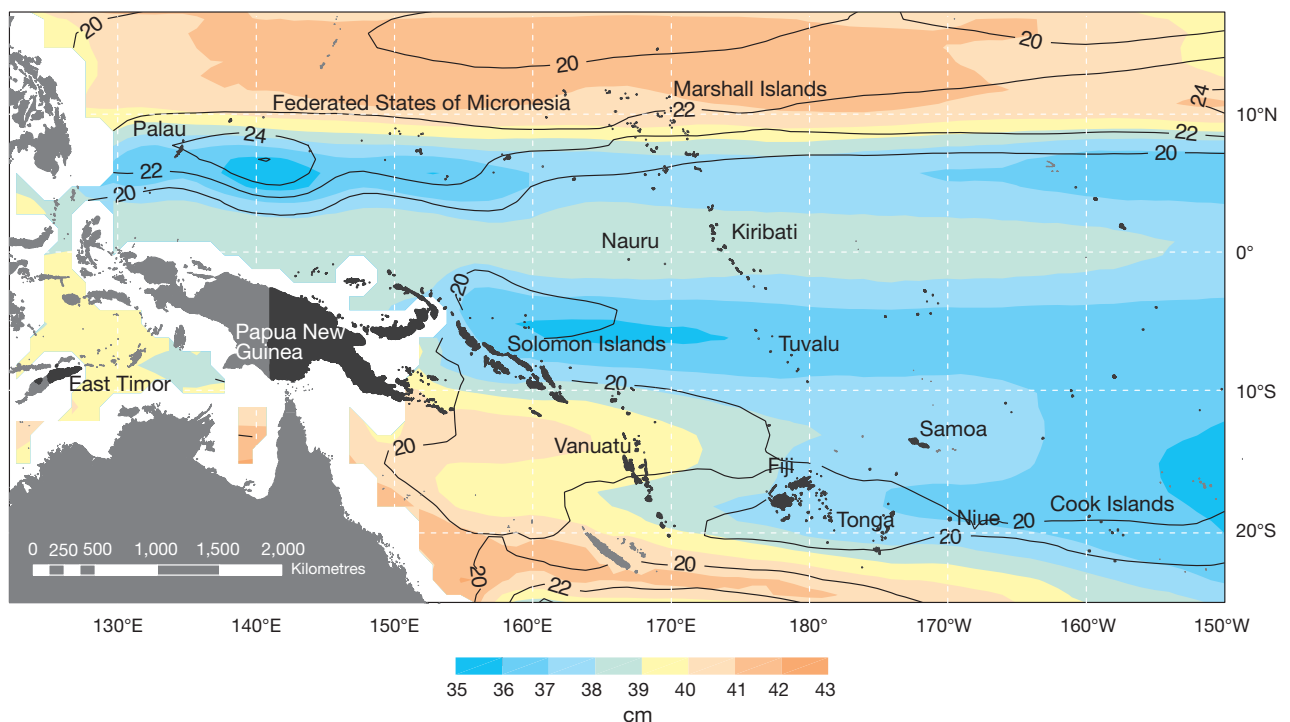 20
20
20
Federated States of Micronesia
Marshall Islands
22
24
10°N
Palau
24
22
20
22
20
Nauru
Kiribati
0°
20
Papua New
Guinea
Solomon Islands
Tuvalu
East Timor
20
10°S
20
Vanuatu
Samoa
Fiji
Tonga
Niue
20
Cook Islands
20
20°S
20
20
22
0 250 500 1,000 1,500 2,000
Kilometres
130°E 140°E 150°E 160°E 170°E 180° 170°W 160°W 150°W
35 36 37 38 39 40 41 42 43
cm